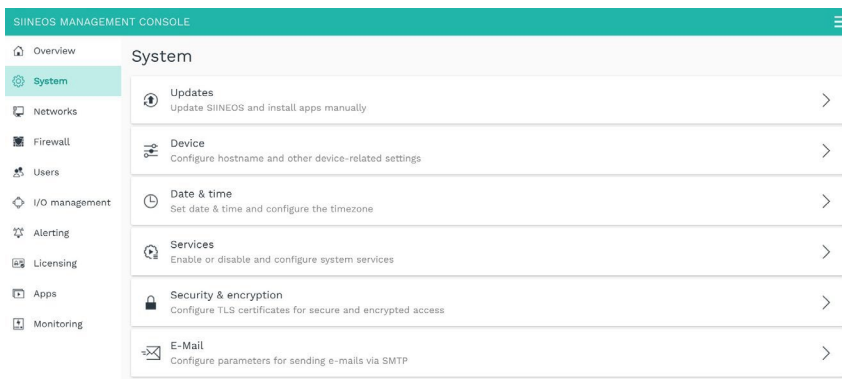 SIINEOS MANAGEMENT CONSOLE
Overview
System
Networks
Firewall
Users
I/O management
Alerting
Licensing
Apps
Monitoring
System
Updates
Update SIINEOS and install apps manually
Device
Configure hostname and other device-related settings
Date & time
Set date & time and configure the timezone
Services
Enable or disable and configure system services
Security & encryption
Configure TLS certificates for secure and encrypted access
E-Mail
Configure parameters for sending e-mails via SMTP